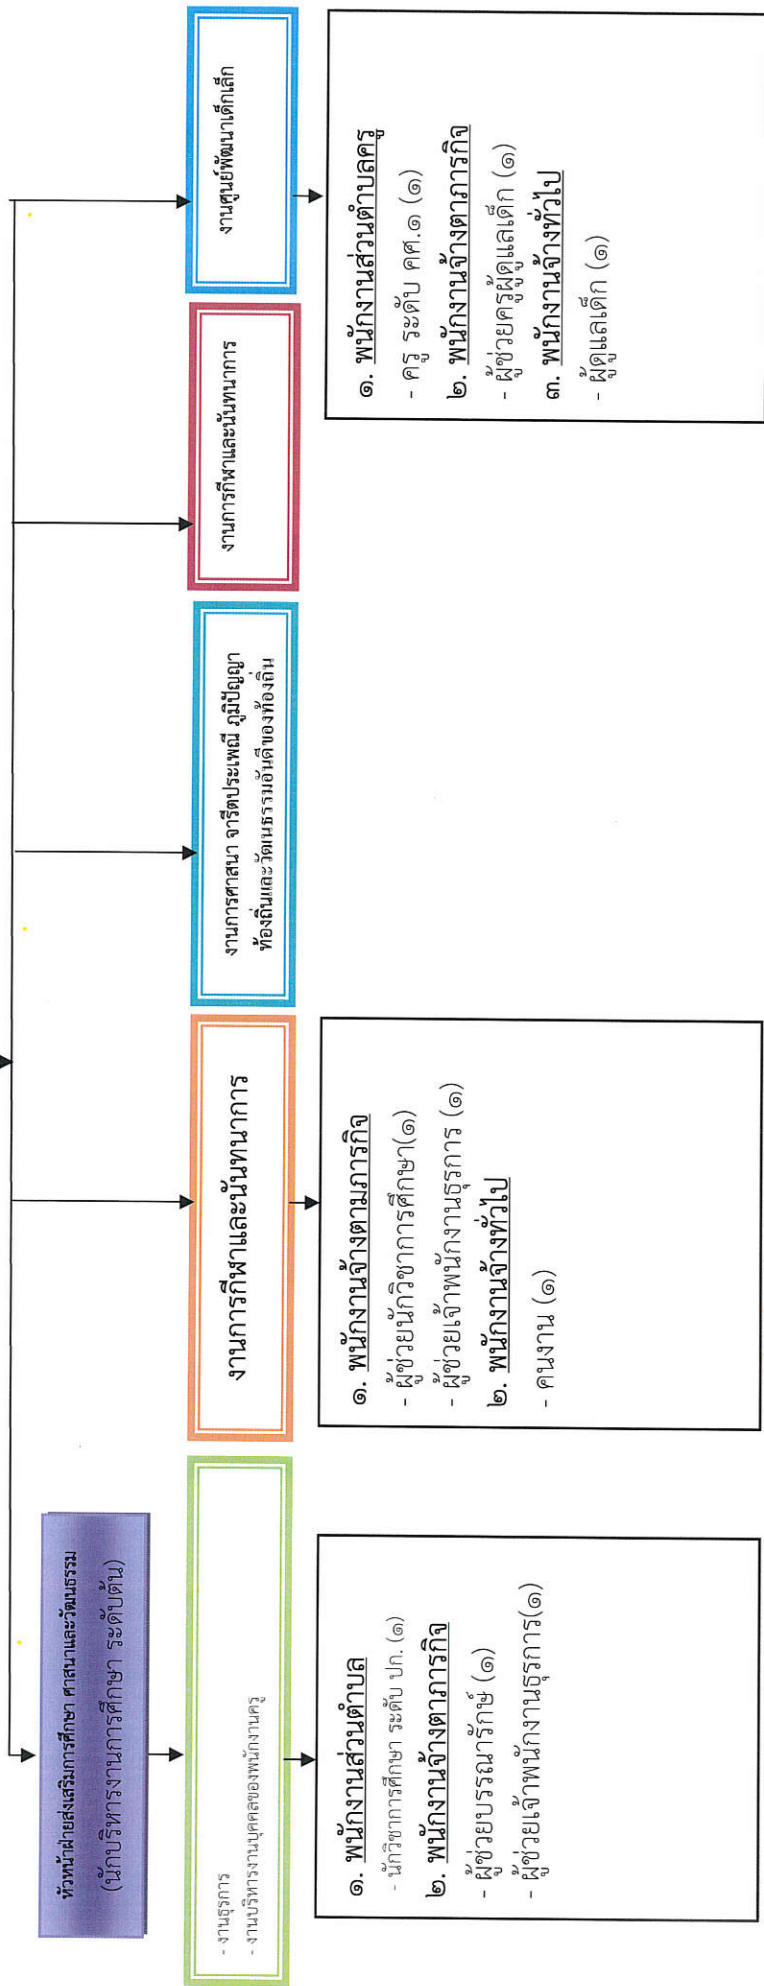 หัวหน้าฝ่ายส่งเสริมการศึกษา ศาสนาและวัฒนธรรม
(นักบริหารงานการศึกษา ระดับต้น)
- งานธุรการ
- งานบริหารงานบุคคลของพนักงานครู
๑. พนักงานส่วนตำบล
- นักวิชาการศึกษา ระดับ ปก. (๑)
๒. พนักงานจ้างตาภารกิจ
- ผู้ช่วยบรรณารักษ์ (๑)
- ผู้ช่วยเจ้าพนักงานธุรการ(๑)
งานการกีฬาและนันทนาการ
๑. พนักงานจ้างตามภารกิจ
- ผู้ช่วยนักวิชาการศึกษา(๑)
- ผู้ช่วยเจ้าพนักงานธุรการ (๑)
๒. พนักงานจ้างทั่วไป
- คนงาน (๑)
งานการศาสนา จารีตประเพณี ภูมิปัญญา
ท้องถิ่นและวัฒนธรรมอันดีของท้องถิ่น
งานการกีฬาและนันทนาการ
งานศูนย์พัฒนาเด็กเล็ก
๑. พนักงานส่วนตำบลครู
- ครู ระดับ คศ.๑ (๑)
๒. พนักงานจ้างตาภารกิจ
- ผู้ช่วยครูผู้ดูแลเด็ก (๑)
๓. พนักงานจ้างทั่วไป
- ผู้ดูแลเด็ก (๑)